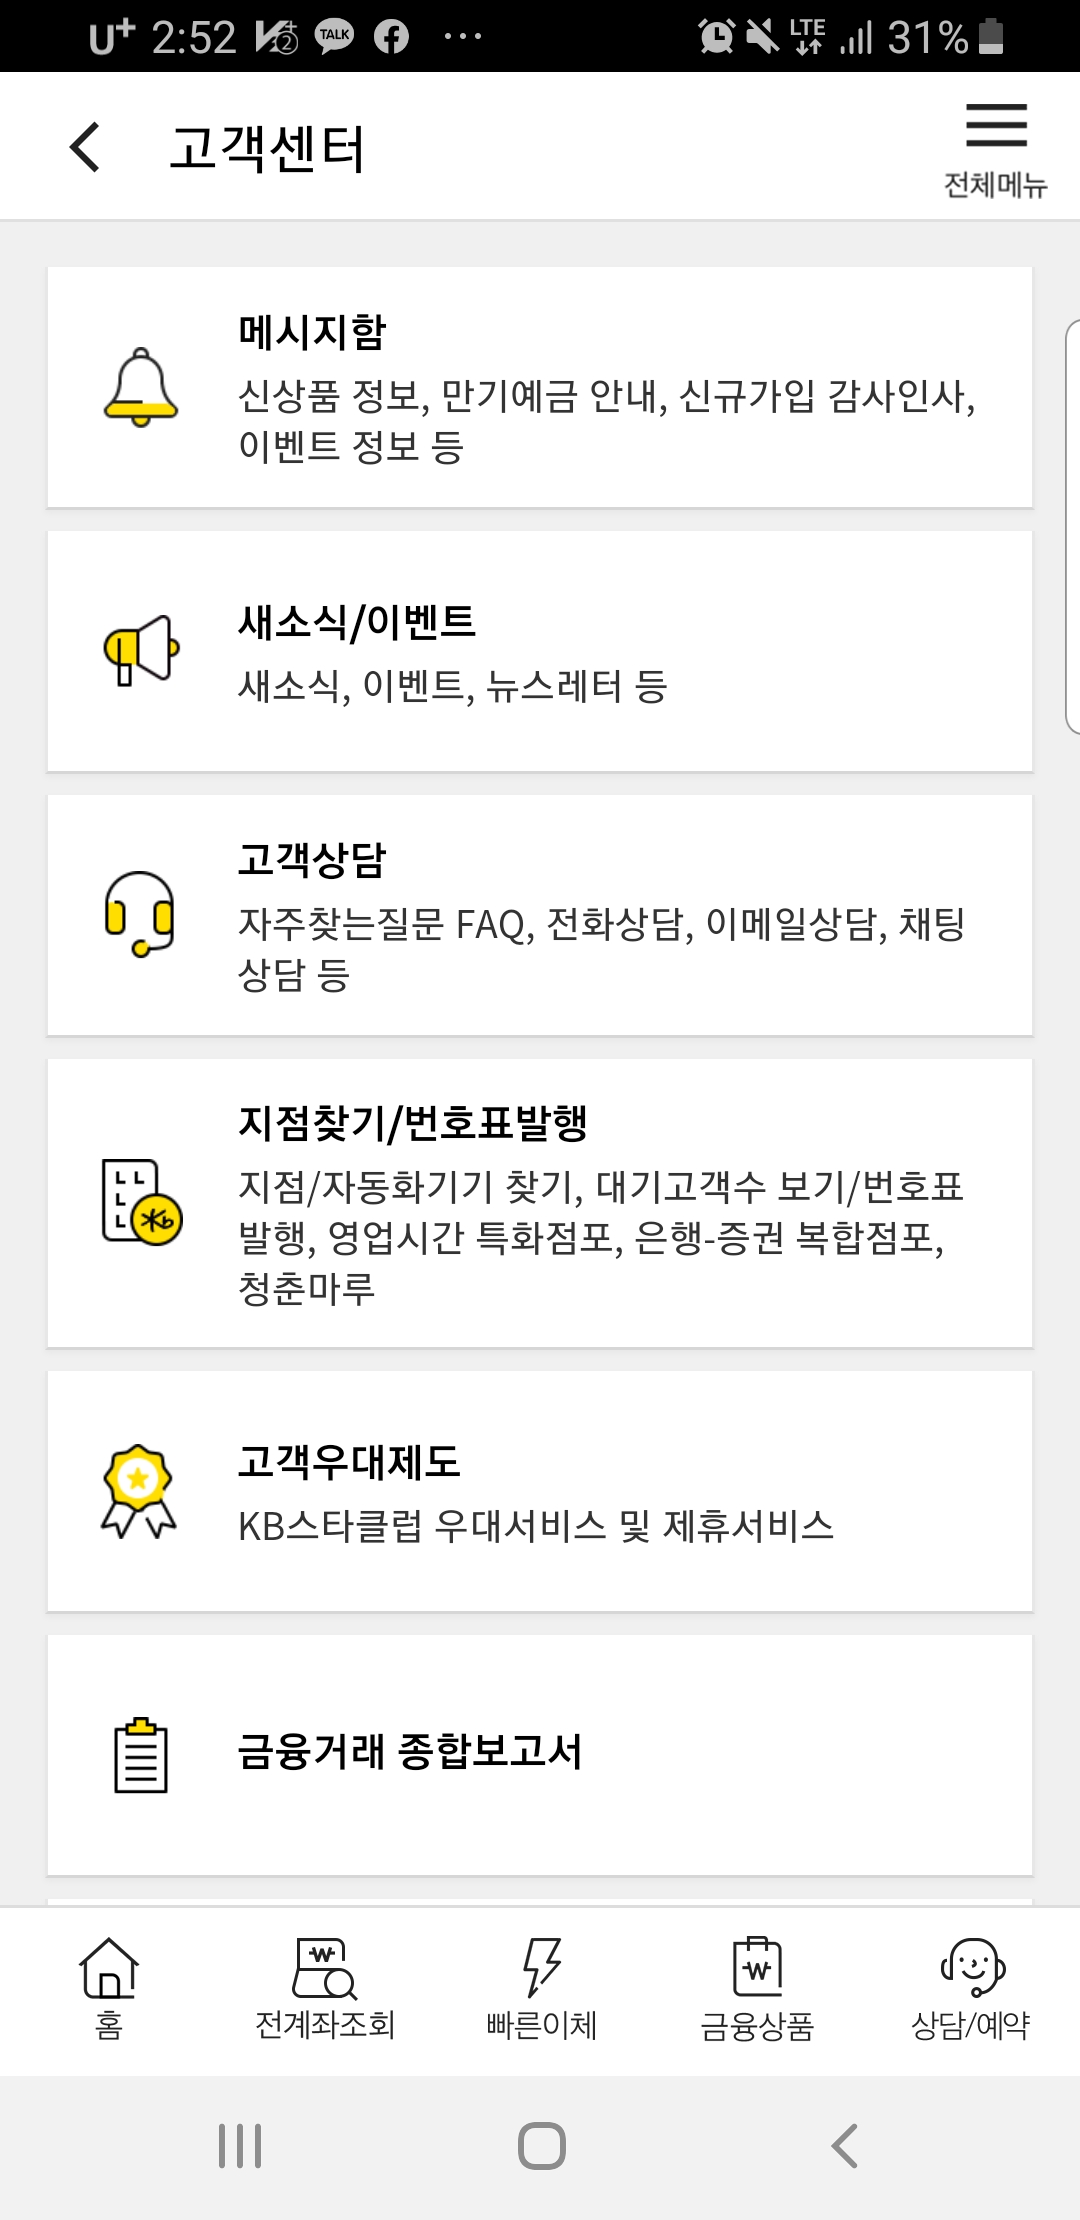 U+ 2:52 TALK LTE 31%
고객센터
전체메뉴
메시지함
신상품 정보, 만기예금 안내, 신규가입 감사인사,
이벤트 정보 등
새소식/이벤트
새소식, 이벤트, 뉴스레터 등
고객상담
자주찾는질문 FAQ, 전화상담, 이메일상담, 채팅
상담 등
지점찾기/번호표발행
지점/자동화기기 찾기, 대기고객수 보기/번호표
발행, 영업시간 특화점포, 은행-증권 복합점포,
청춘마루
고객우대제도
KB스타클럽 우대서비스 및 제휴서비스
금융거래 종합보고서
홈
전계좌조회
빠른이체
금융상품
상담/예약